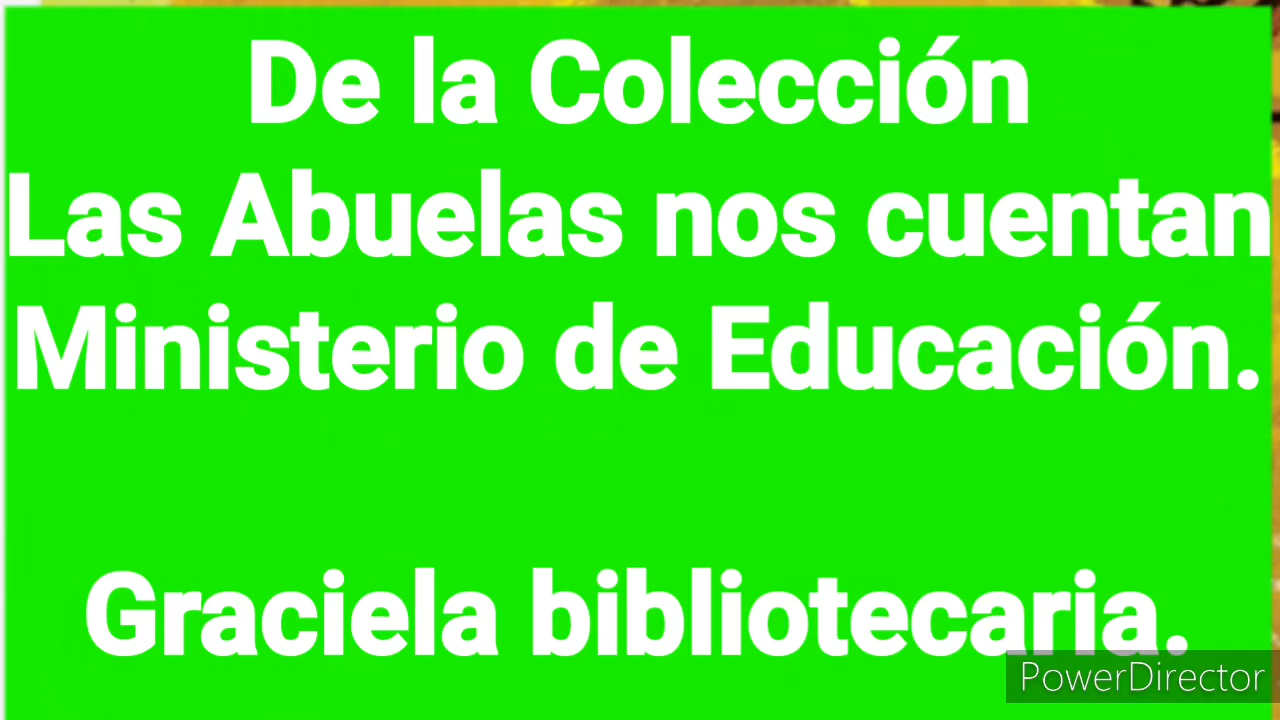 De la Colección
Las Abuelas nos cuentan
Ministerio de Educación.
Graciela bibliotecaria.
PowerDirector